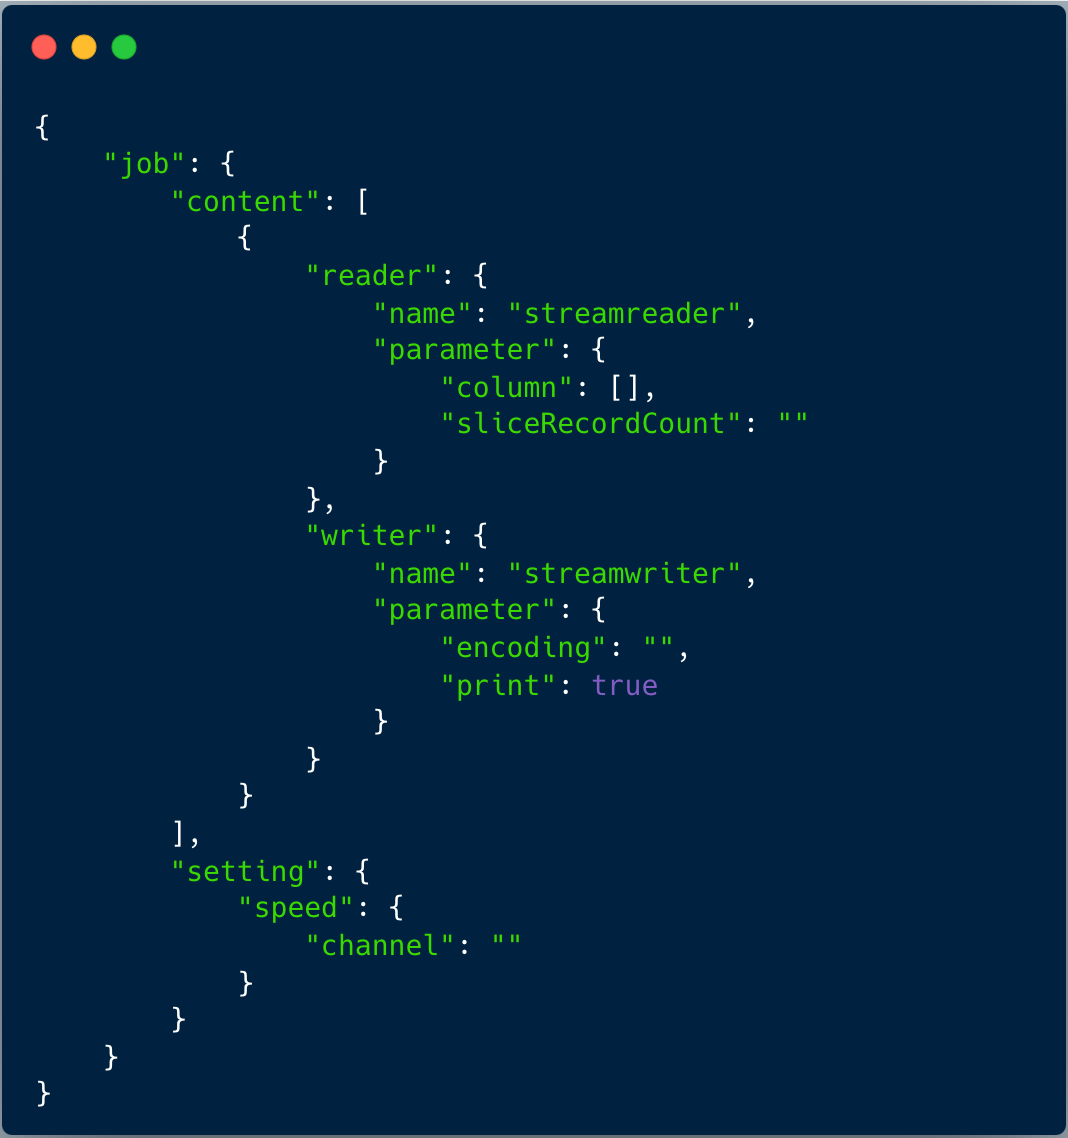 {
    "job": {
        "content": [
            {
                "reader": {
                    "name": "streamreader",
                    "parameter": {
                        "column": [],
                        "sliceRecordCount": ""
                    }
                },
                "writer": {
                    "name": "streamwriter",
                    "parameter": {
                        "encoding": "",
                        "print": true
                    }
                }
            }
        ],
        "setting": {
            "speed": {
                "channel": ""
            }
        }
    }
}